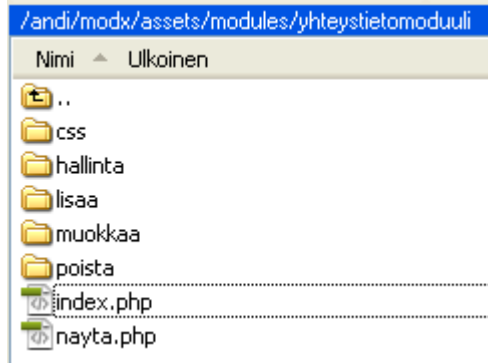 /andi/modx/assets/modules/yhteystietomoduuli
Nimi Ulkoinen
..
css
hallinta
lisaa
muokkaa
poista
index.php
nayta.php